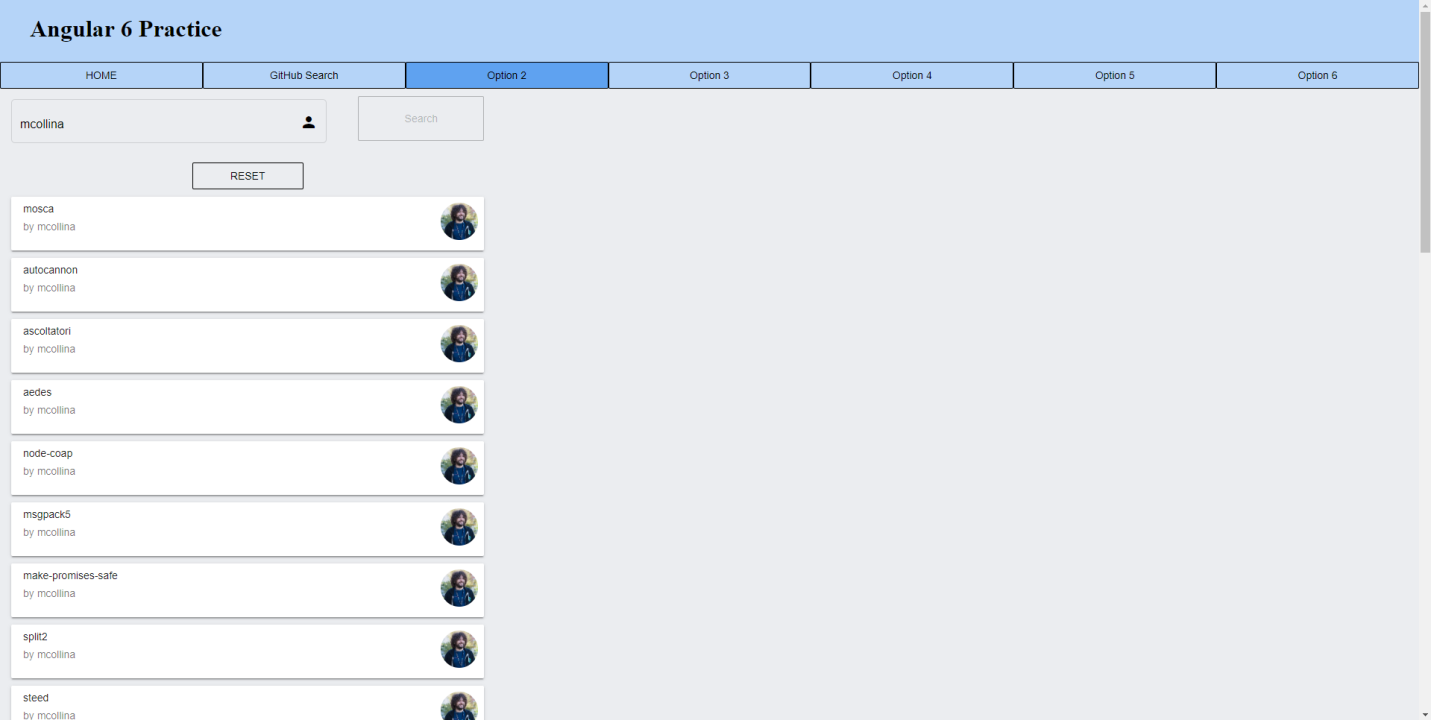 Angular 6 Practice
HOME GitHub Search Option 2 Option 3 Option 4 Option 5 Option 6
mcollina Search
RESET
mosca
by mcollina
autocannon
by mcollina
ascoltatori
by mcollina
aedes
by mcollina
node-coap
by mcollina
msgpack5
by mcollina
make-promises-safe
by mcollina
split2
by mcollina
steed
by mcollina